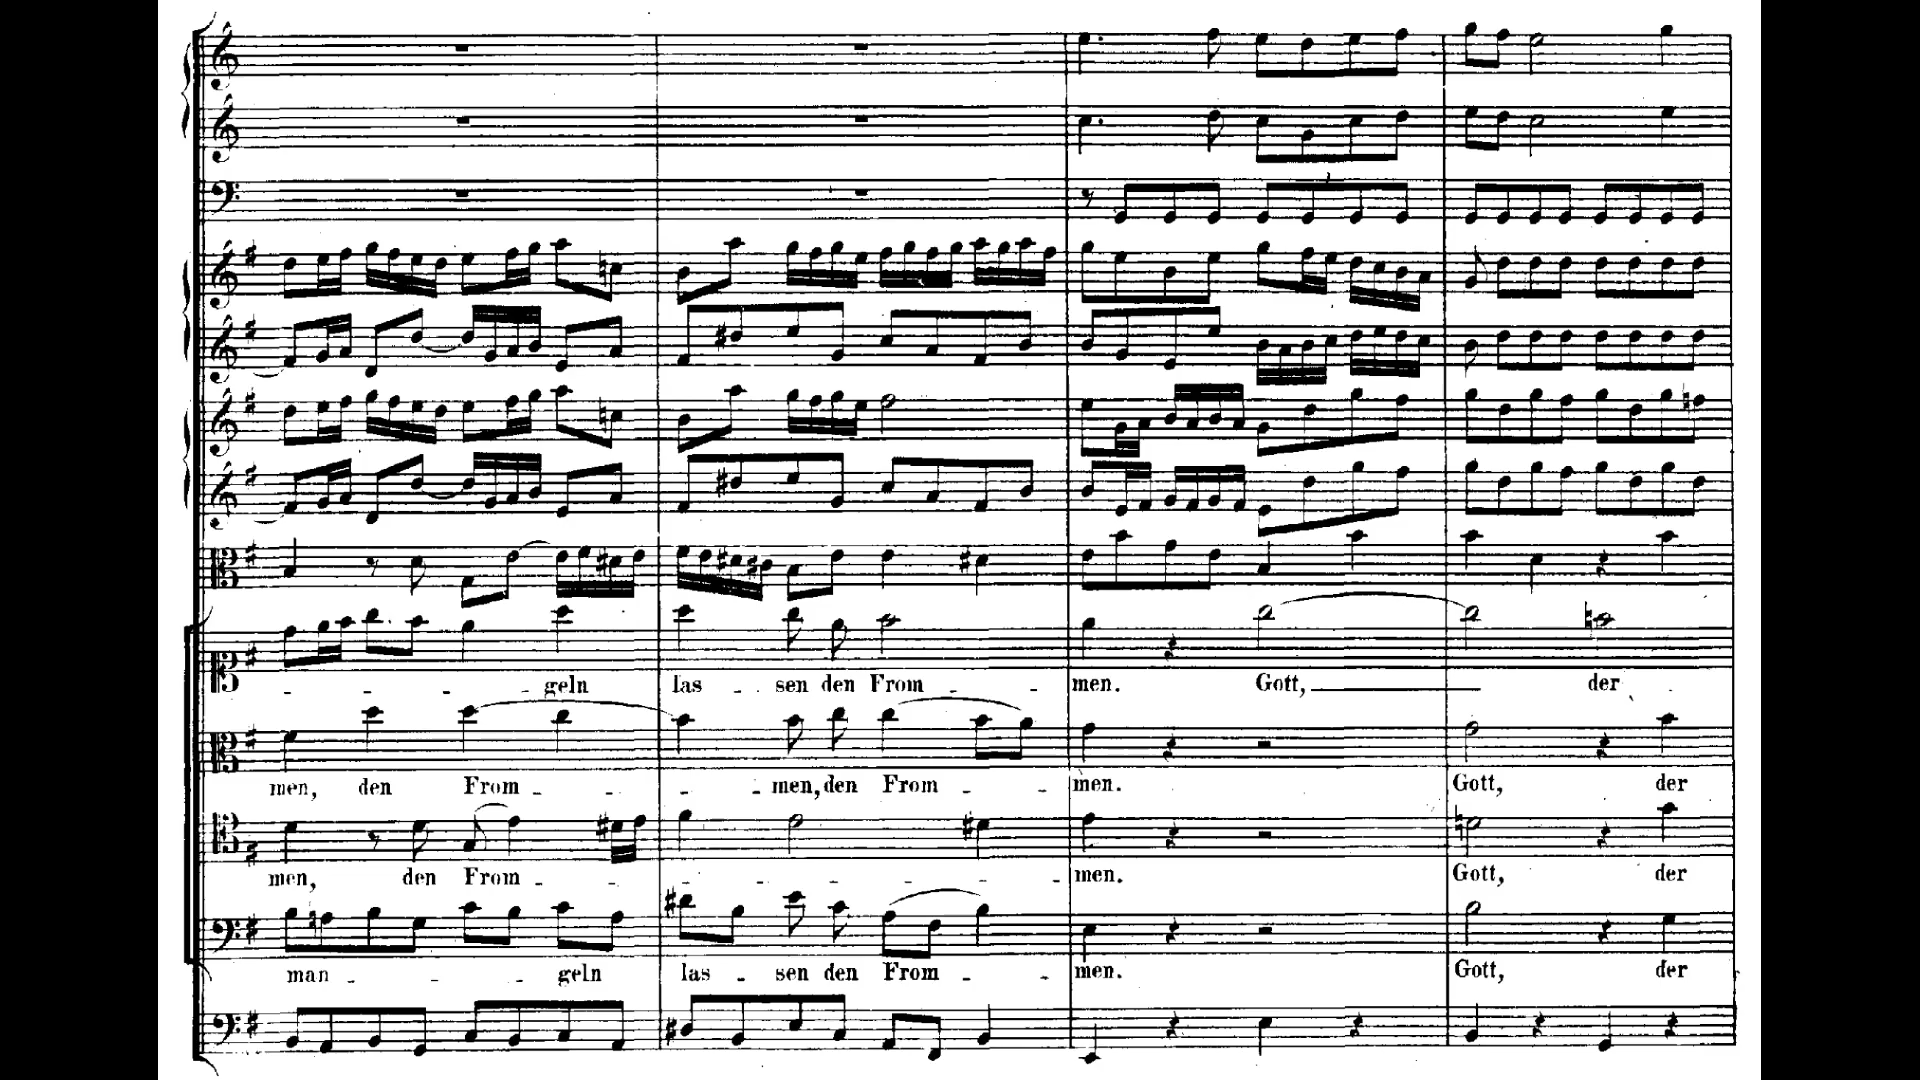 - - - geln las - sen den From - - men. Gott, der
men, den From - - men, den From - - men. Gott, der
men, den From - - - - - - men. Gott, der
man - - - geln las - sen den From - - men. Gott, der